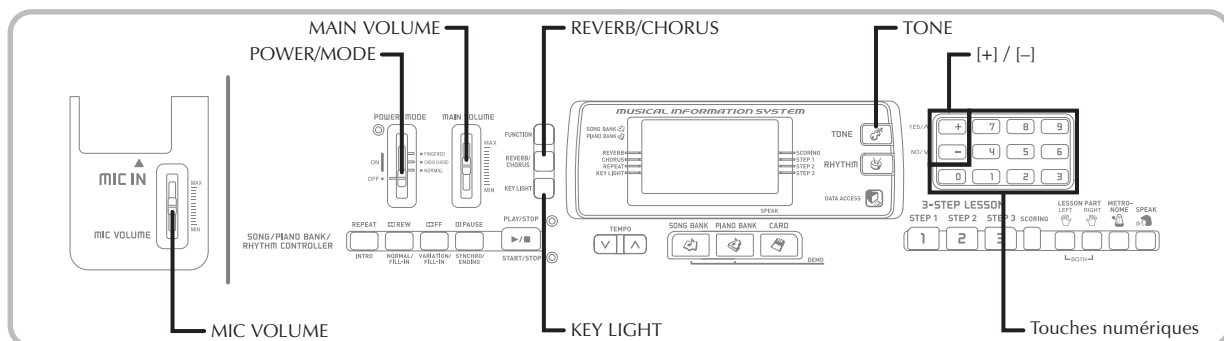 MAIN VOLUME
REVERB/CHORUS
TONE
POWER/MODE
[+] / [–]
MUSICAL INFORMATION SYSTEM
POWER/MODE
MAIN VOLUME
FUNCTION
REVERB/
CHORUS
KEY LIGHT
ON
OFF
FINGERED
CASIO CHORD
NORMAL
MAX
MIN
SONG BANK
PIANO BANK
REVERB
CHORUS
REPEAT
KEY LIGHT
SCORING
STEP 1
STEP 2
STEP 3
SPEAK
TONE
RHYTHM
DATA ACCESS
YES/
NO/
+ 7 8 9
– 4 5 6
0 1 2 3
MIC IN
MAX
MIN
MIC VOLUME
SONG/PIANO BANK/
RHYTHM CONTROLLER
REPEAT
REW
FF
PAUSE
PLAY/STOP
INTRO
NORMAL/
FILL-IN
VARIATION/
FILL-IN
SYNCHRO/
ENDING
START/STOP
TEMPO
SONG BANK
PIANO BANK
CARD
DEMO
3-STEP LESSON
STEP 1
STEP 2
STEP 3
SCORING
1 2 3
LESSON PART
LEFT
RIGHT
METRO-
NOME
SPEAK
BOTH
MIC VOLUME
KEY LIGHT
Touches numériques